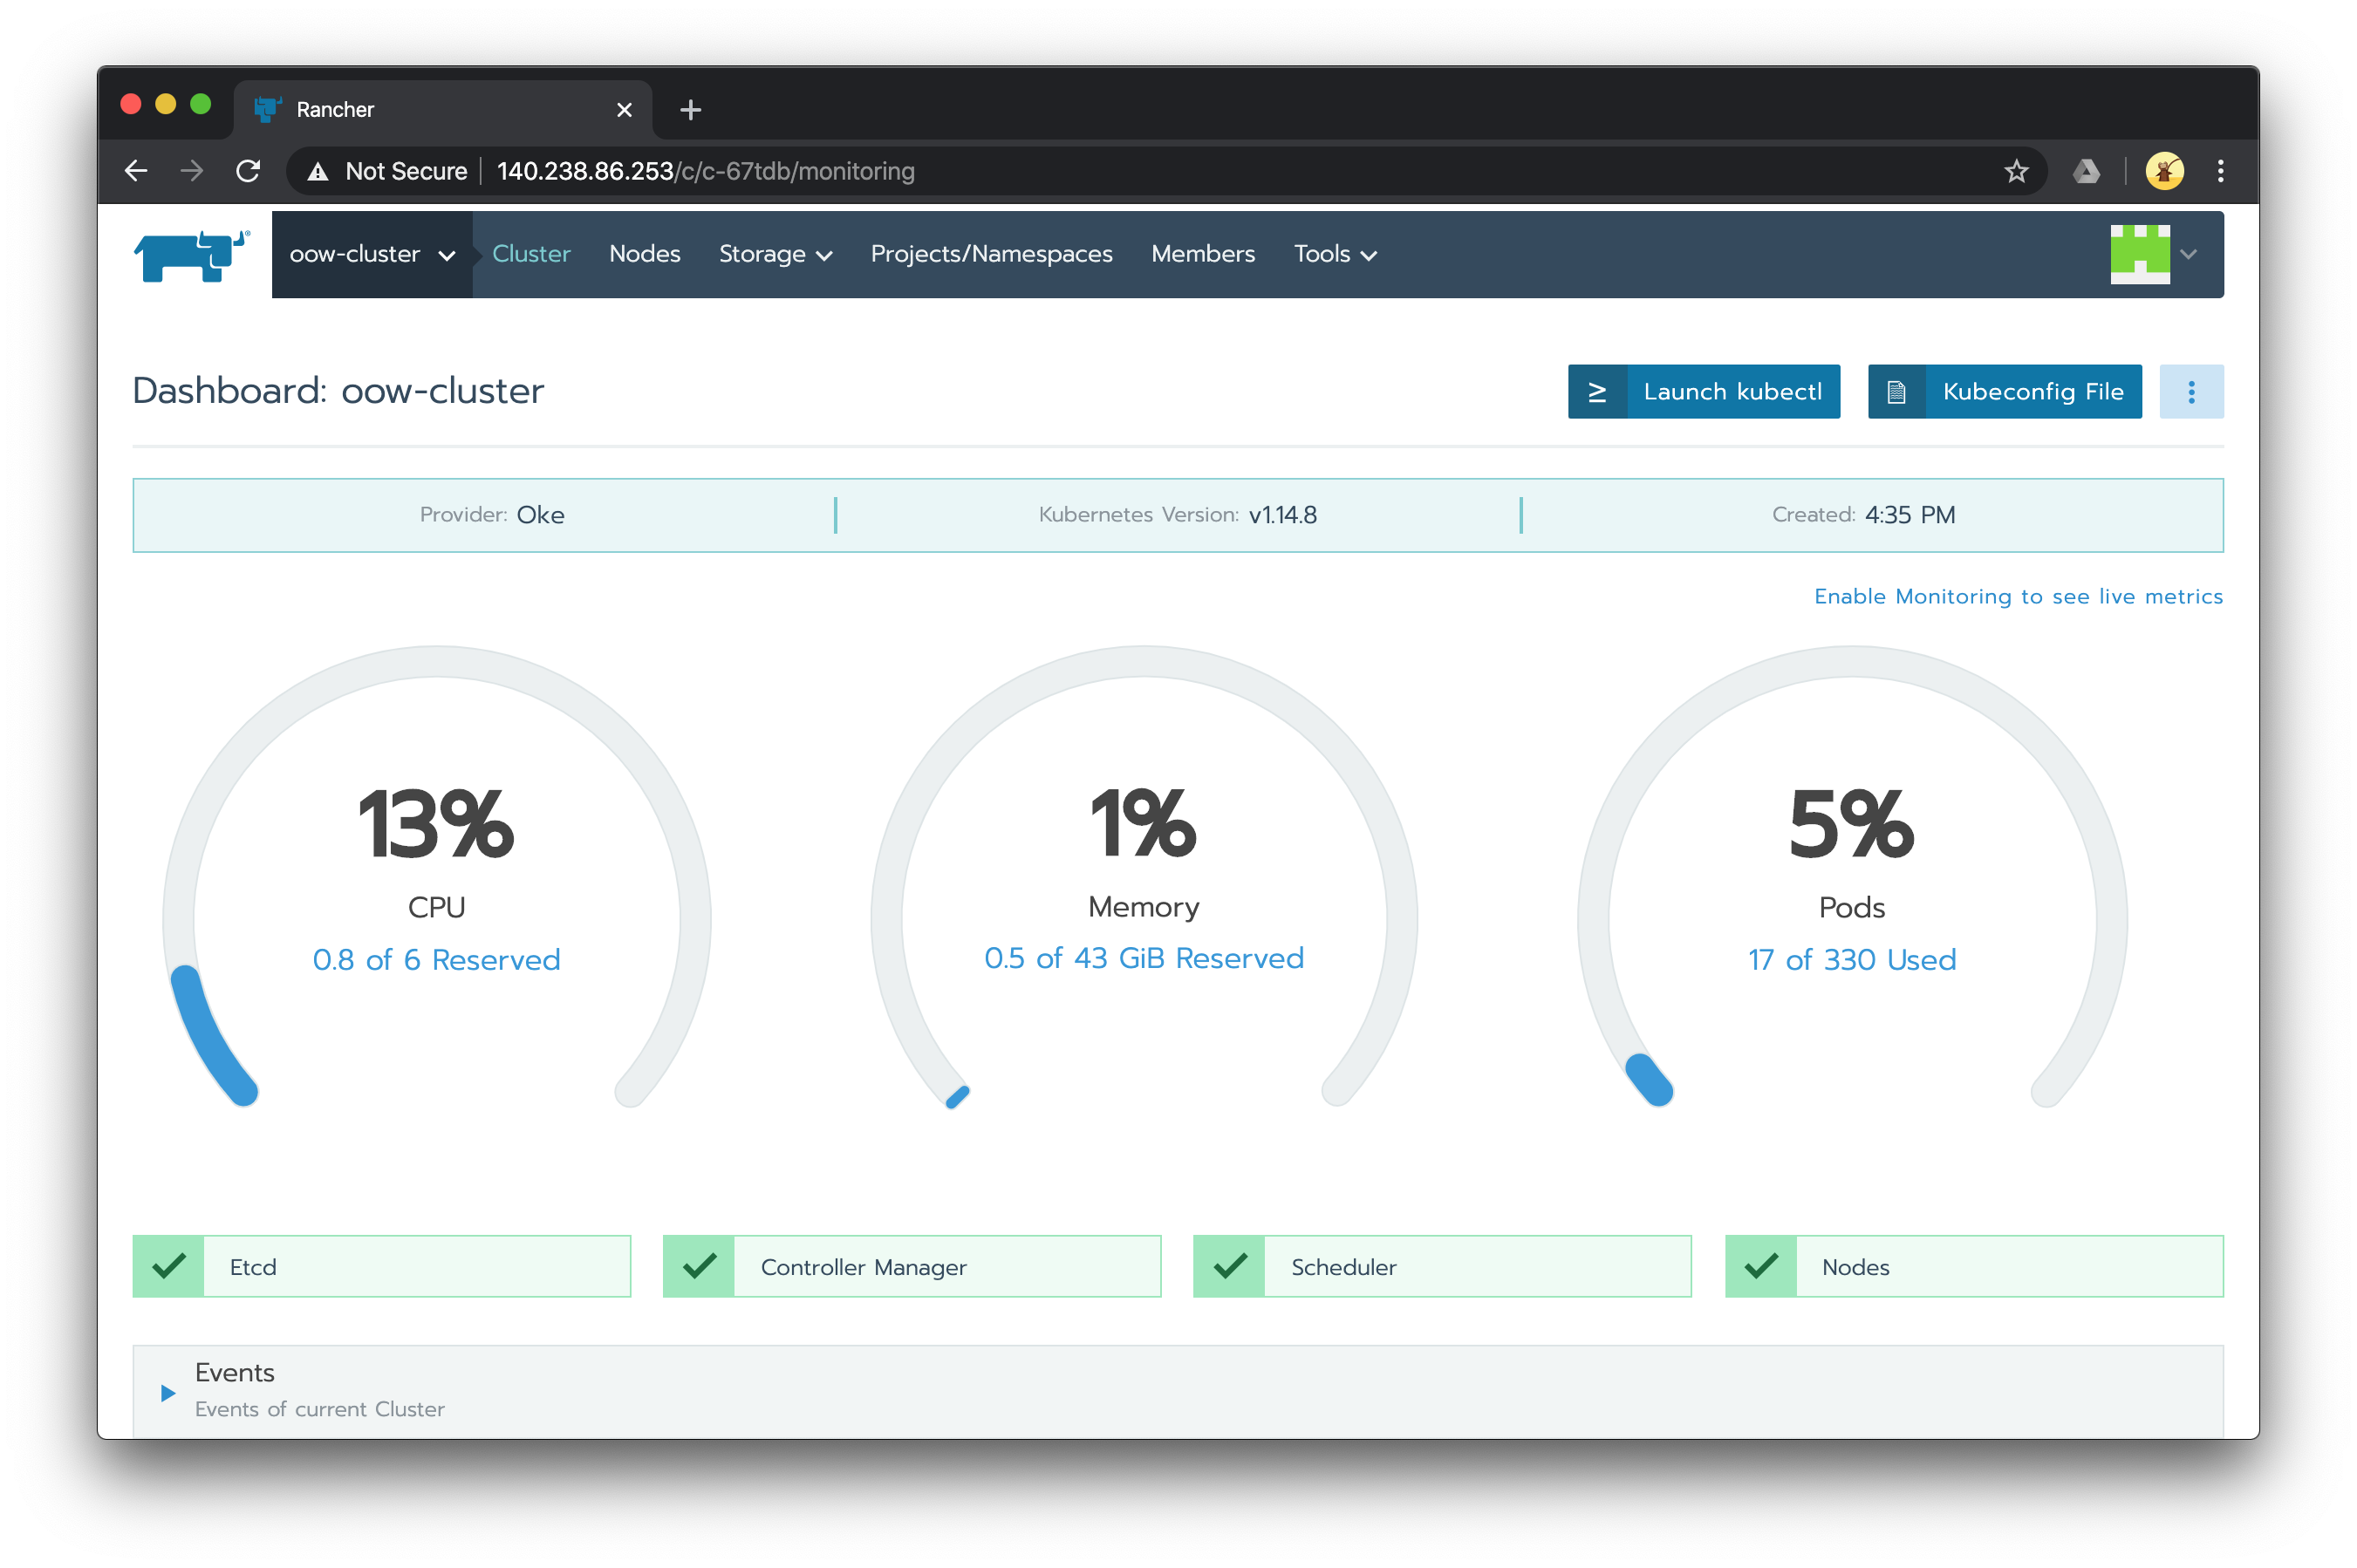 Rancher
Not Secure 140.238.86.253/c/c-67tdb/monitoring
oow-cluster Cluster Nodes Storage Projects/Namespaces Members Tools
Dashboard: oow-cluster
Launch kubectl
Kubeconfig File
Provider: Oke
Kubernetes Version: v1.14.8
Created: 4:35 PM
Enable Monitoring to see live metrics
13%
CPU
0.8 of 6 Reserved
1%
Memory
0.5 of 43 GiB Reserved
5%
Pods
17 of 330 Used
Etcd
Controller Manager
Scheduler
Nodes
Events
Events of current Cluster